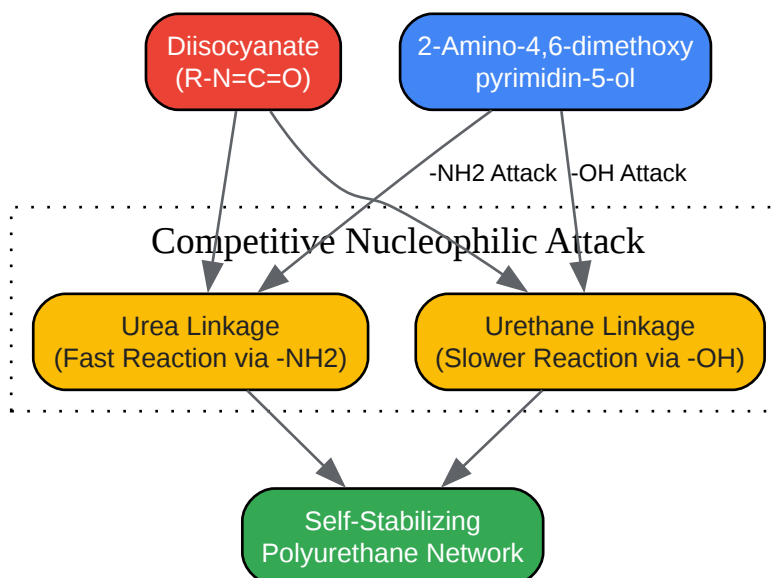 Diisocyanate
(R-N=C=O)
2-Amino-4,6-dimethoxy
pyrimidin-5-ol
-NH2 Attack
-OH Attack
Competitive Nucleophilic Attack
Urea Linkage
(Fast Reaction via -NH2)
Urethane Linkage
(Slower Reaction via -OH)
Self-Stabilizing
Polyurethane Network